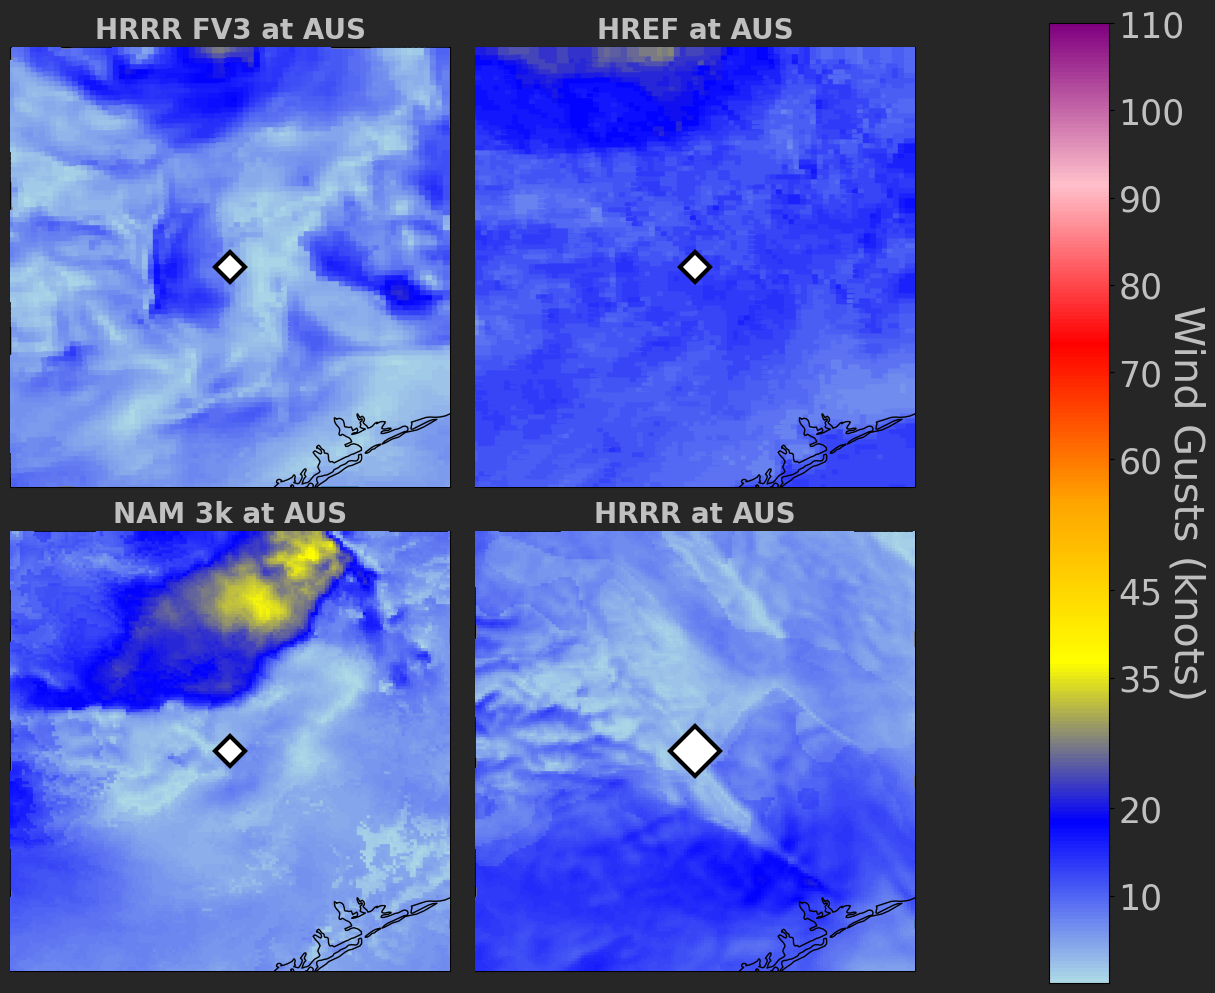 HRRR FV3 at AUS
HREF at AUS
NAM 3k at AUS
HRRR at AUS
110
100
90
80
70
60
45
35
20
10
Wind Gusts (knots)